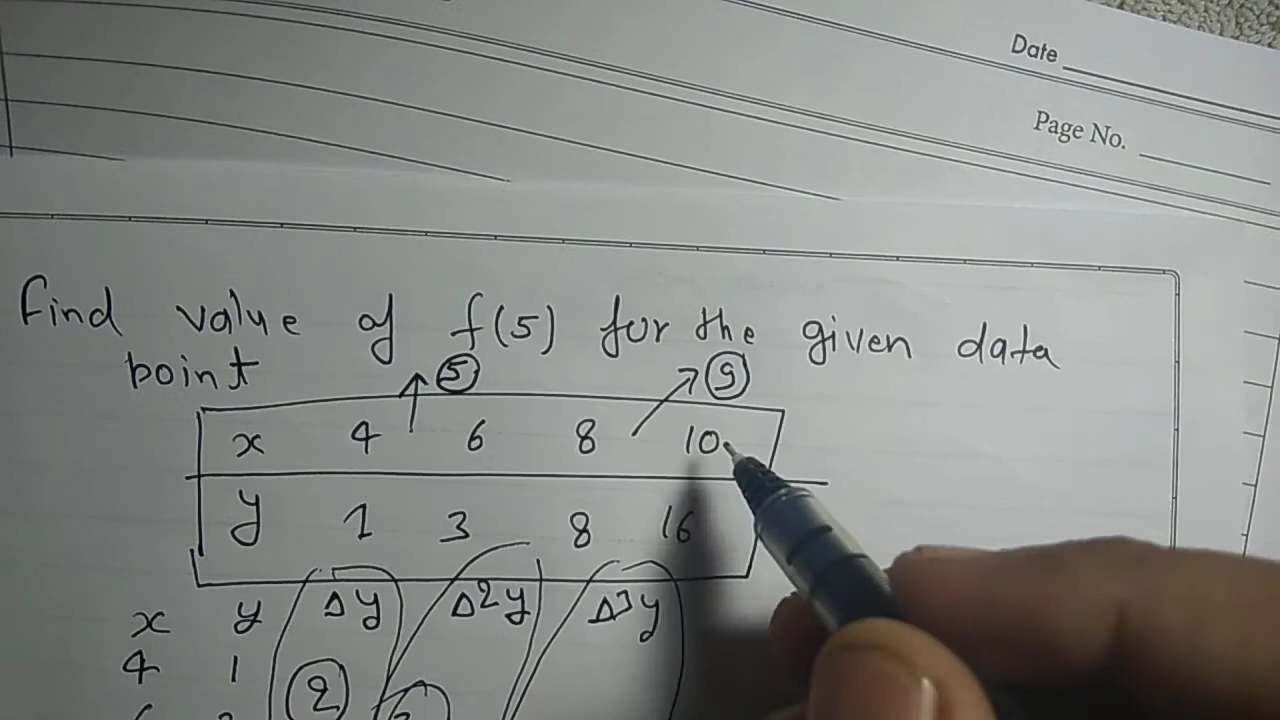 Date
Page No.
Find value of f(5) for the given data
point 5 9
x 4 6 8 10
y 1 3 8 16
x y Δy Δ²y Δ³y
4 1
2